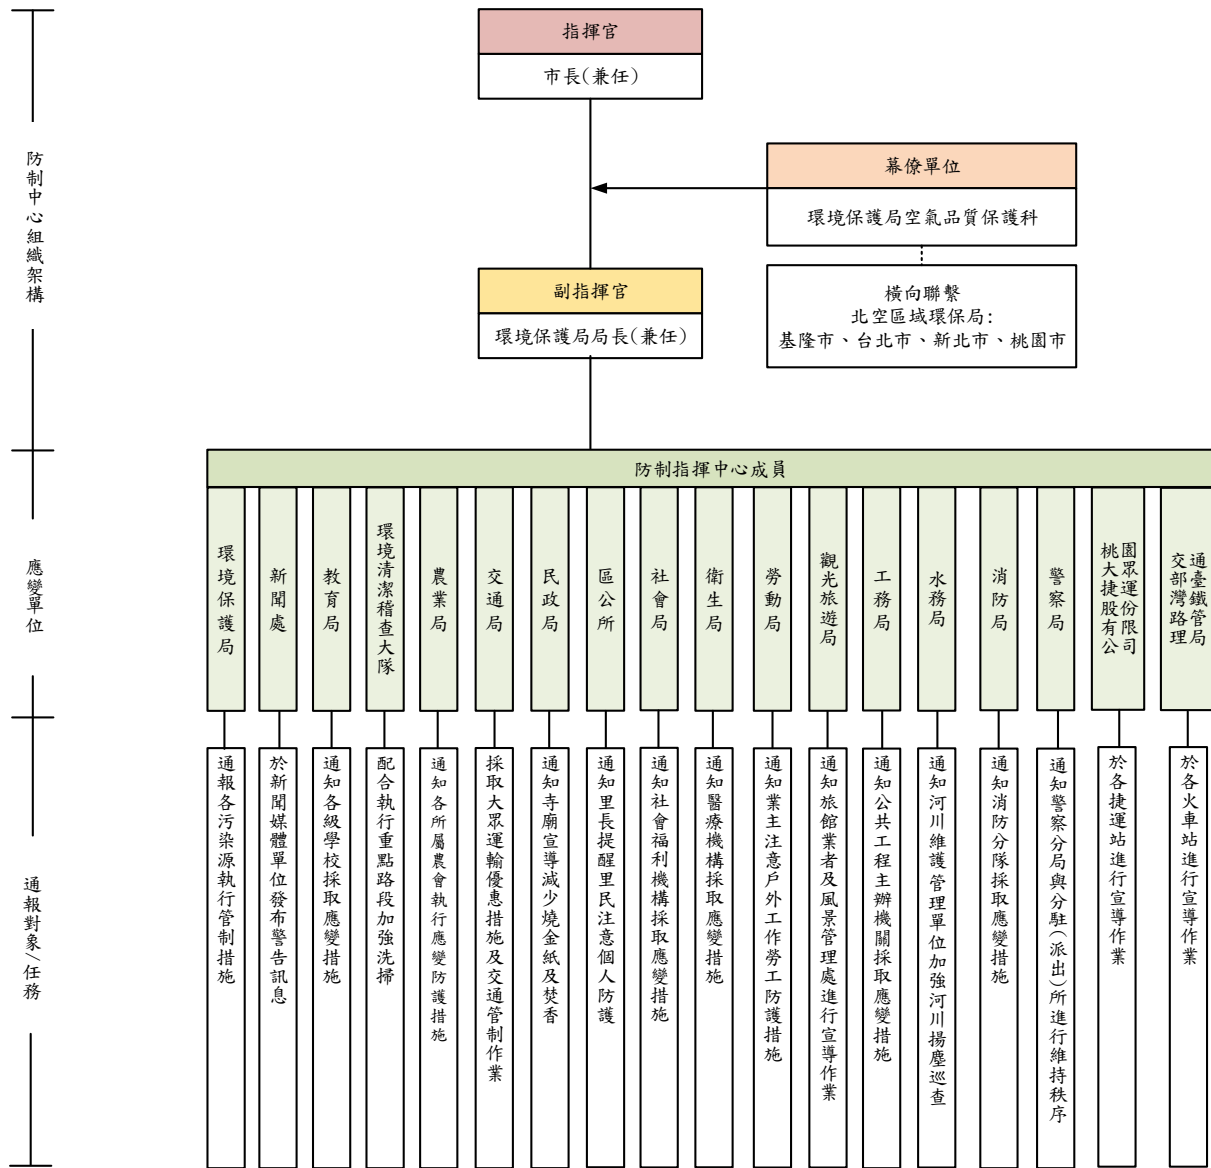 指揮官
市長(兼任)
幕僚單位
環境保護局空氣品質保護科
橫向聯繫
北空區域環保局:
基隆市、台北市、新北市、桃園市
副指揮官
環境保護局局長(兼任)
防制中心組織架構
防制指揮中心成員
應變單位
環境保護局
新聞處
教育局
環境清潔稽查大隊
農業局
交通局
民政局
區公所
社會局
衛生局
勞動局
觀光旅遊局
工務局
水務局
消防局
警察局
桃園大眾捷運股份有限公司
交通部臺灣鐵路管理局
通報對象/任務
通報各污染源執行管制措施
於新聞媒體單位發布警告訊息
通知各級學校採取應變措施
配合執行重點路段加強洗掃
通知各所屬農會執行應變防護措施
採取大眾運輸優惠措施及交通管制作業
通知寺廟宣導減少燒金紙及焚香
通知里長提醒里民注意個人防護
通知社會福利機構採取應變措施
通知醫療機構採取應變措施
通知業主注意戶外工作勞工防護措施
通知旅館業者及風景管理處進行宣導作業
通知公共工程主辦機關採取應變措施
通知河川維護管理單位加強河川揚塵巡查
通知消防分隊採取應變措施
通知警察分局與分駐(派出)所進行維持秩序
於各捷運站進行宣導作業
於各火車站進行宣導作業